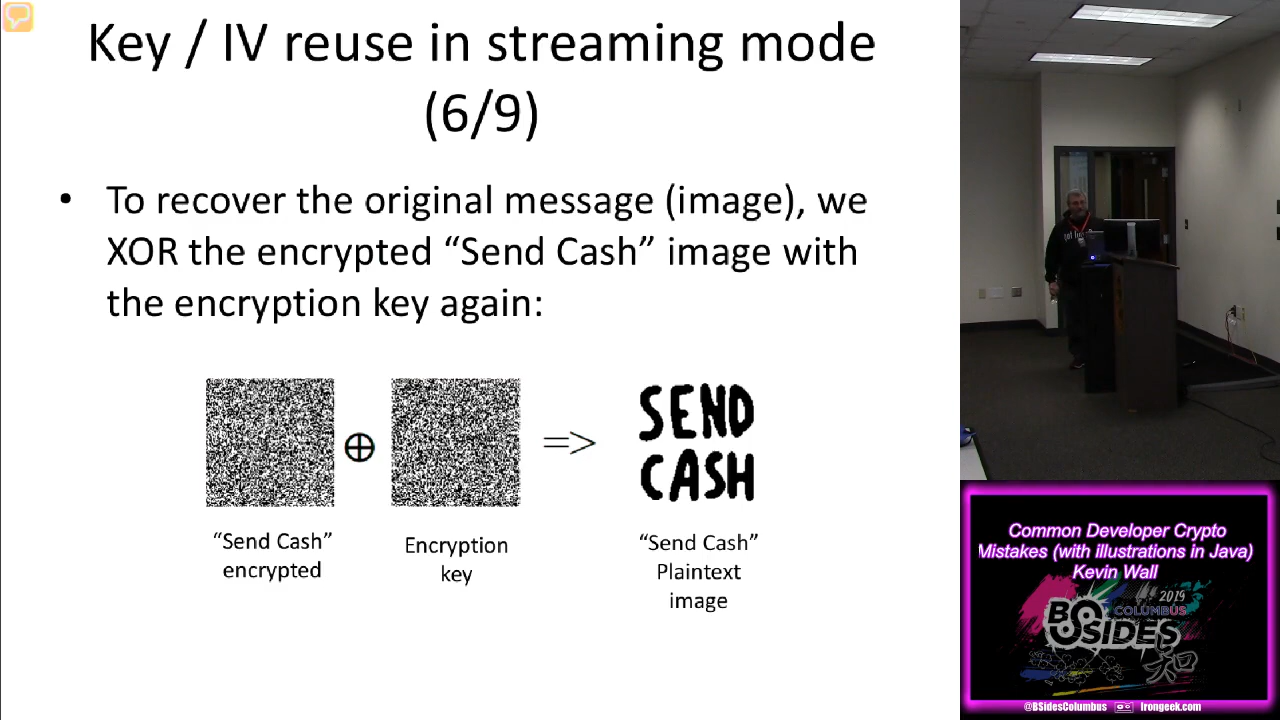 Key / IV reuse in streaming mode
(6/9)
• To recover the original message (image), we
XOR the encrypted “Send Cash” image with
the encryption key again:
⊕ =>
SEND
CASH
“Send Cash”
encrypted
Encryption
key
“Send Cash”
Plaintext
image
Common Developer Crypto
Mistakes (with illustrations in Java)
Kevin Wall
2019
COLUMBUS
BSIDES
@BSidesColumbus Irongeek.com